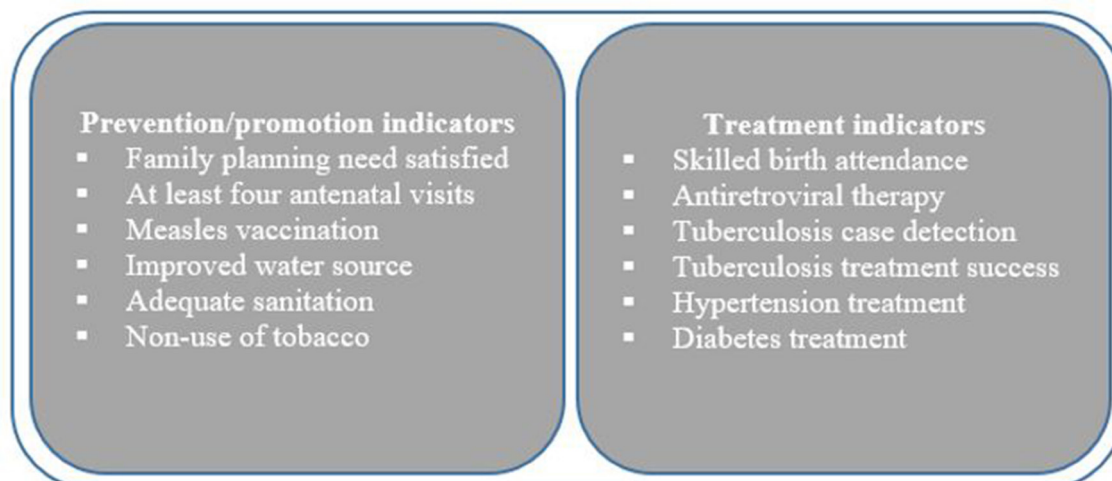 Prevention/promotion indicators
▪ Family planning need satisfied
▪ At least four antenatal visits
▪ Measles vaccination
▪ Improved water source
▪ Adequate sanitation
▪ Non-use of tobacco
Treatment indicators
▪ Skilled birth attendance
▪ Antiretroviral therapy
▪ Tuberculosis case detection
▪ Tuberculosis treatment success
▪ Hypertension treatment
▪ Diabetes treatment